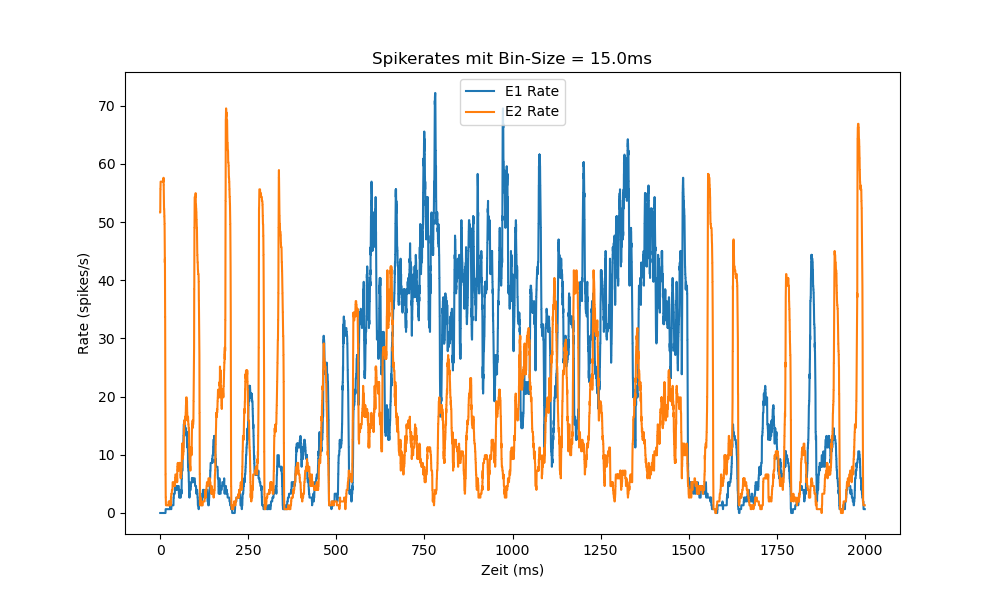 Spikerates mit Bin-Size = 15.0ms
E1 Rate
E2 Rate
Rate (spikes/s)
70
60
50
40
30
20
10
0
0 250 500 750 1000 1250 1500 1750 2000
Zeit (ms)